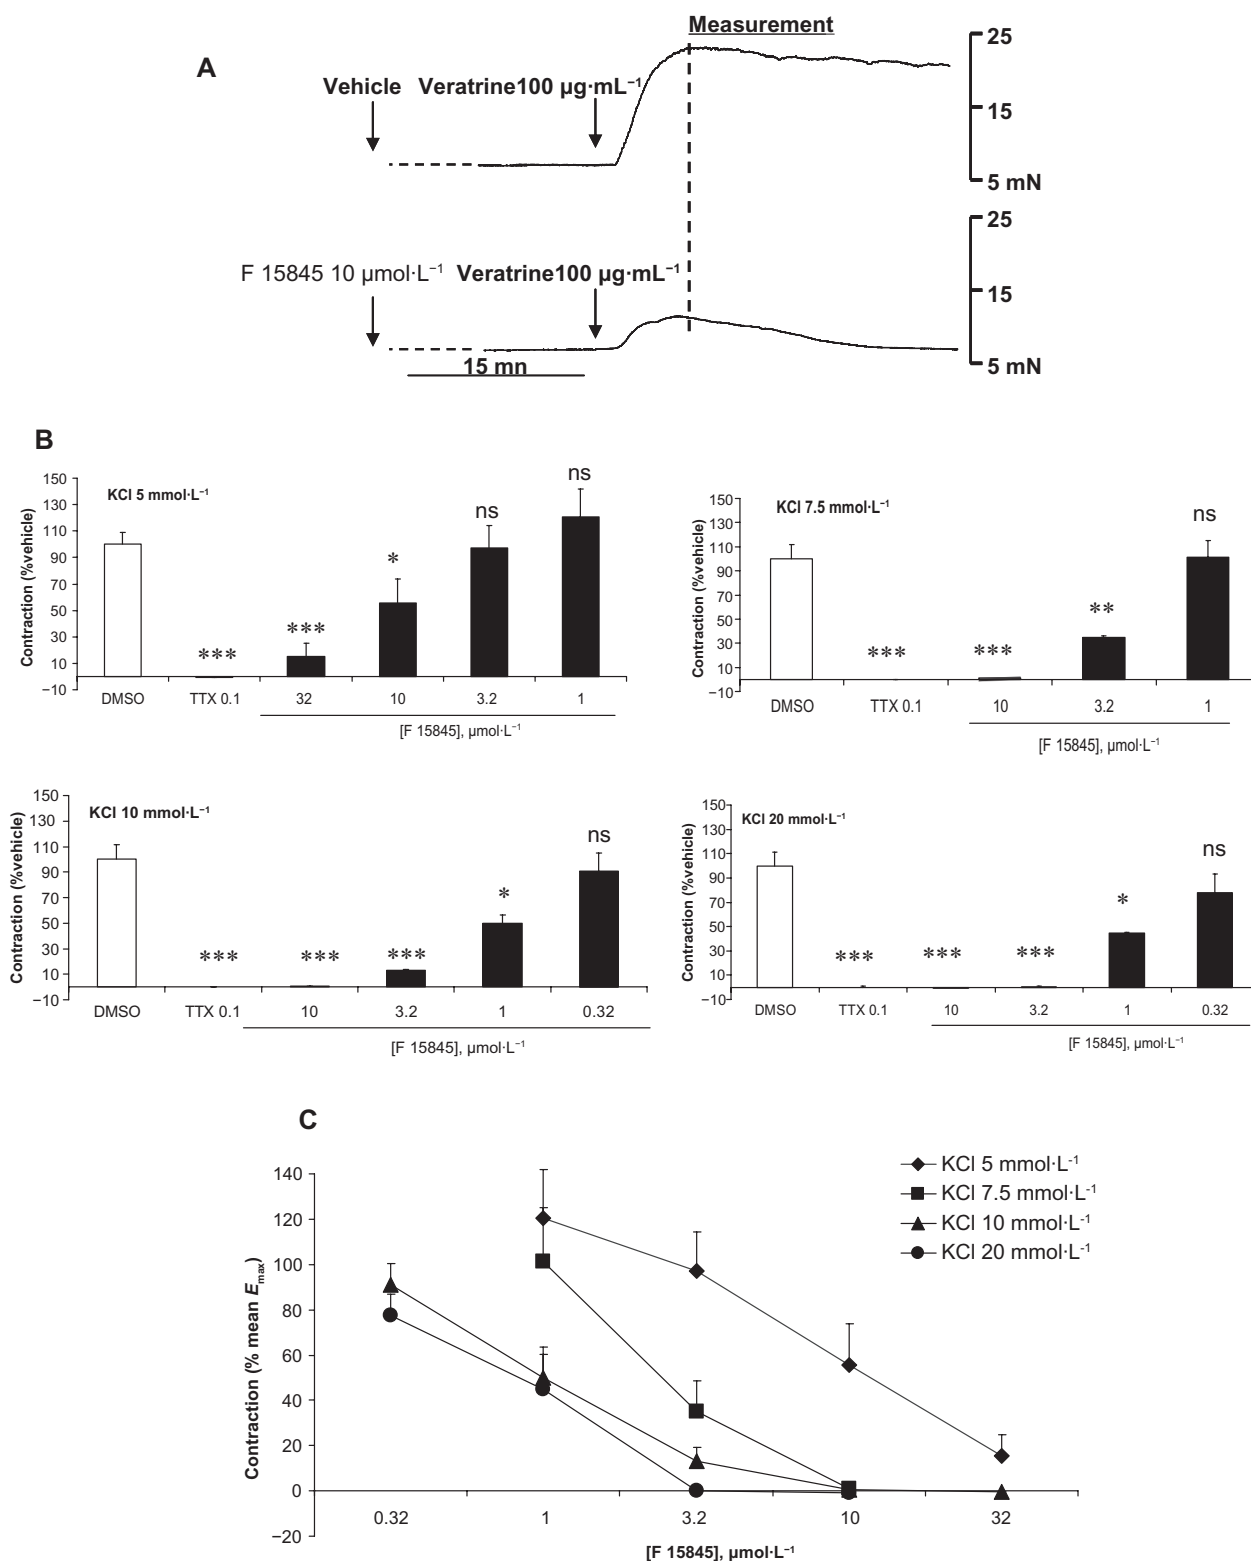 Measurement
A
Vehicle Veratrine100 µg·mL⁻¹
25
15
5 mN
25
F 15845 10 µmol·L⁻¹ Veratrine100 µg·mL⁻¹
15
5 mN
15 mn
B
KCl 5 mmol·L⁻¹
Contraction (%vehicle)
150
130
110
90
70
50
30
10
−10
*** *** * ns ns
DMSO TTX 0.1 32 10 3.2 1
[F 15845], µmol·L⁻¹
KCl 7.5 mmol·L⁻¹
Contraction (%vehicle)
150
130
110
90
70
50
30
10
−10
*** *** ** ns
DMSO TTX 0.1 10 3.2 1
[F 15845], µmol·L⁻¹
KCl 10 mmol·L⁻¹
Contraction (%vehicle)
150
130
110
90
70
50
30
10
−10
*** *** *** * ns
DMSO TTX 0.1 10 3.2 1 0.32
[F 15845], µmol·L⁻¹
KCl 20 mmol·L⁻¹
Contraction (%vehicle)
150
130
110
90
70
50
30
10
−10
*** *** *** * ns
DMSO TTX 0.1 10 3.2 1 0.32
[F 15845], µmol·L⁻¹
C
KCl 5 mmol·L⁻¹
KCl 7.5 mmol·L⁻¹
KCl 10 mmol·L⁻¹
KCl 20 mmol·L⁻¹
Contraction (% mean Emax)
140
120
100
80
60
40
20
0
−20
0.32 1 3.2 10 32
[F 15845], µmol·L⁻¹